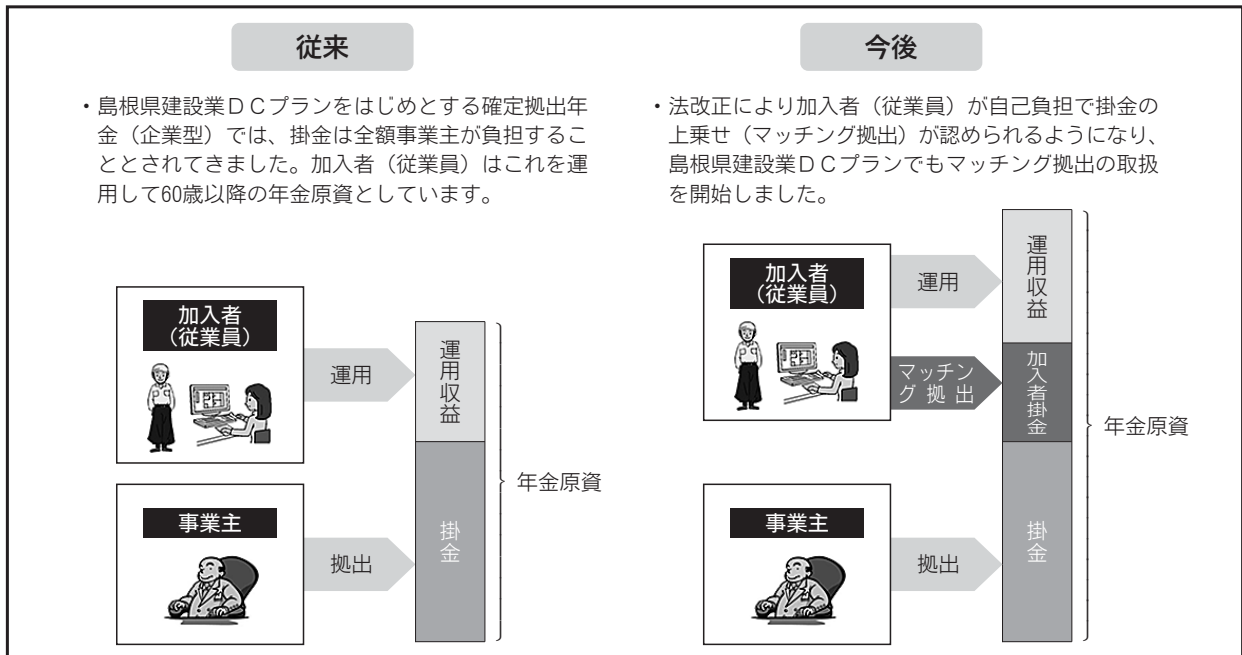 従来
・島根県建設業ＤＣプランをはじめとする確定拠出年
金（企業型）では、掛金は全額事業主が負担するこ
ととされてきました。加入者（従業員）はこれを運
用して60歳以降の年金原資としています。
加入者
（従業員）
運用
運用収益
事業主
拠出
掛金
年金原資
今後
・法改正により加入者（従業員）が自己負担で掛金の
上乗せ（マッチング拠出）が認められるようになり、
島根県建設業ＤＣプランでもマッチング拠出の取扱
を開始しました。
加入者
（従業員）
運用
運用収益
マッチン
グ拠出
加入者掛金
事業主
拠出
掛金
年金原資